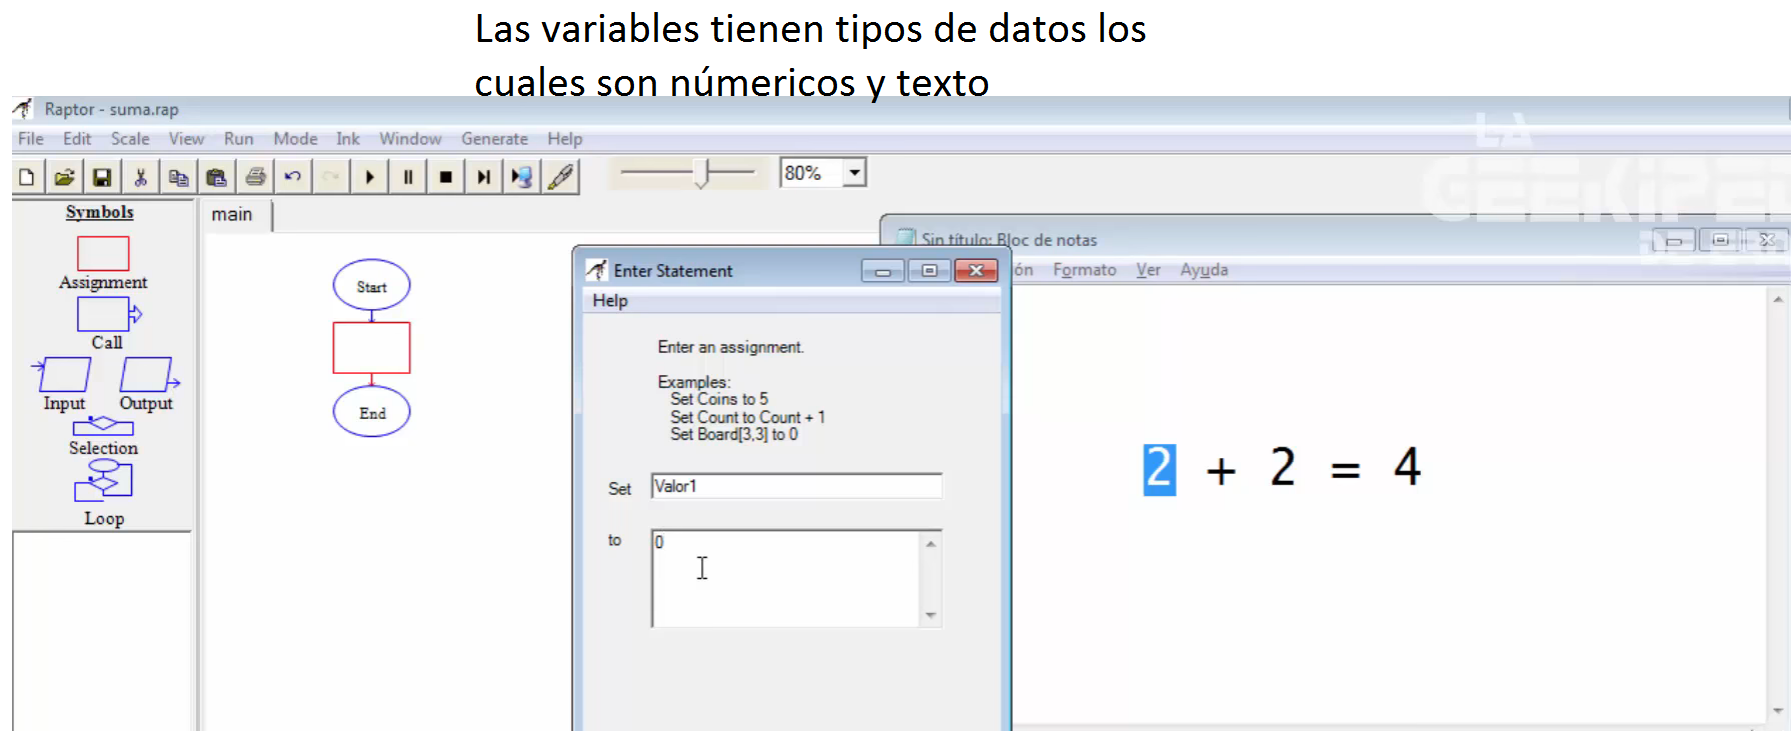 Las variables tienen tipos de datos los
cuales son númericos y texto
Raptor - suma.rap
File Edit Scale View Run Mode Ink Window Generate Help
80%
LA
GEEKIPE
Symbols
main
Assignment
Call
Input Output
Selection
Loop
Start
End
Sin título: Bloc de notas
ón Formato Ver Ayuda
Enter Statement
Help
Enter an assignment.
Examples:
Set Coins to 5
Set Count to Count + 1
Set Board[3,3] to 0
Set Valor1
to 0
2 + 2 = 4